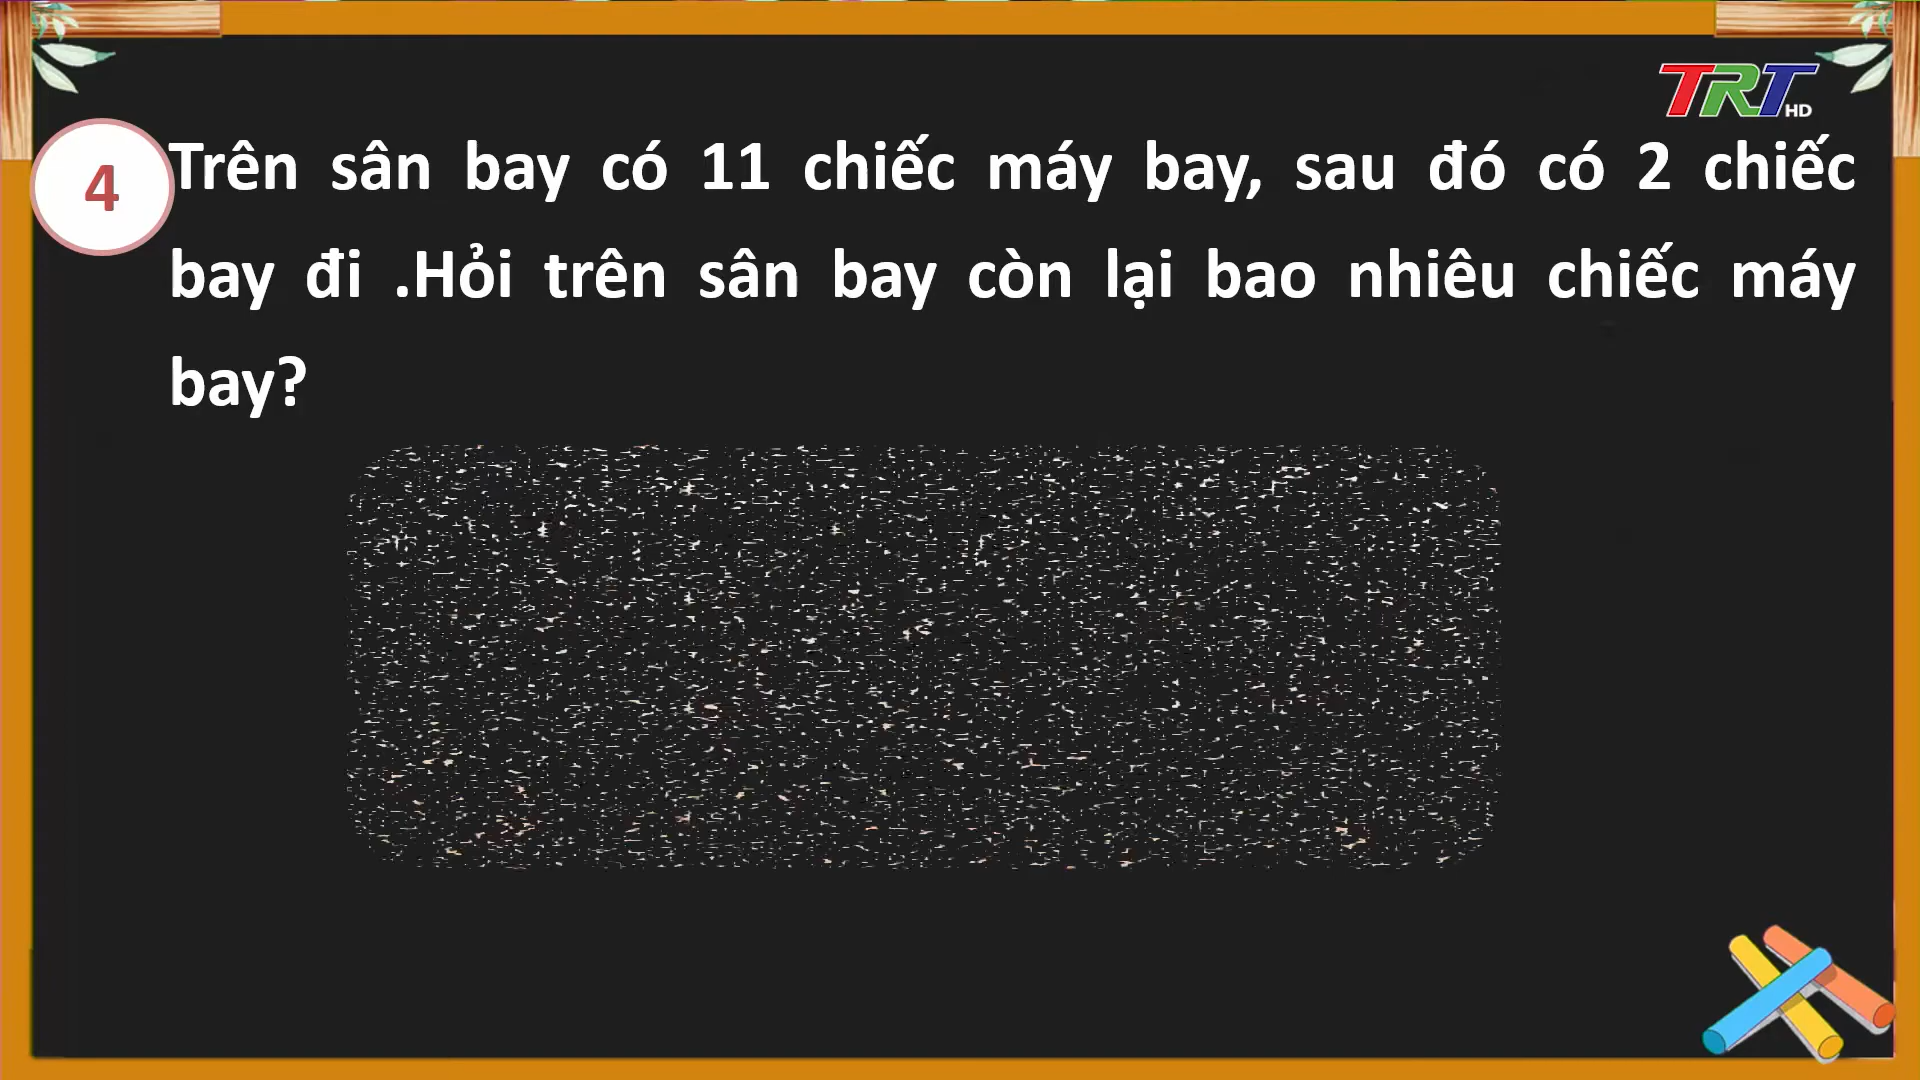 TRT HD
4
Trên sân bay có 11 chiếc máy bay, sau đó có 2 chiếc
bay đi .Hỏi trên sân bay còn lại bao nhiêu chiếc máy
bay?